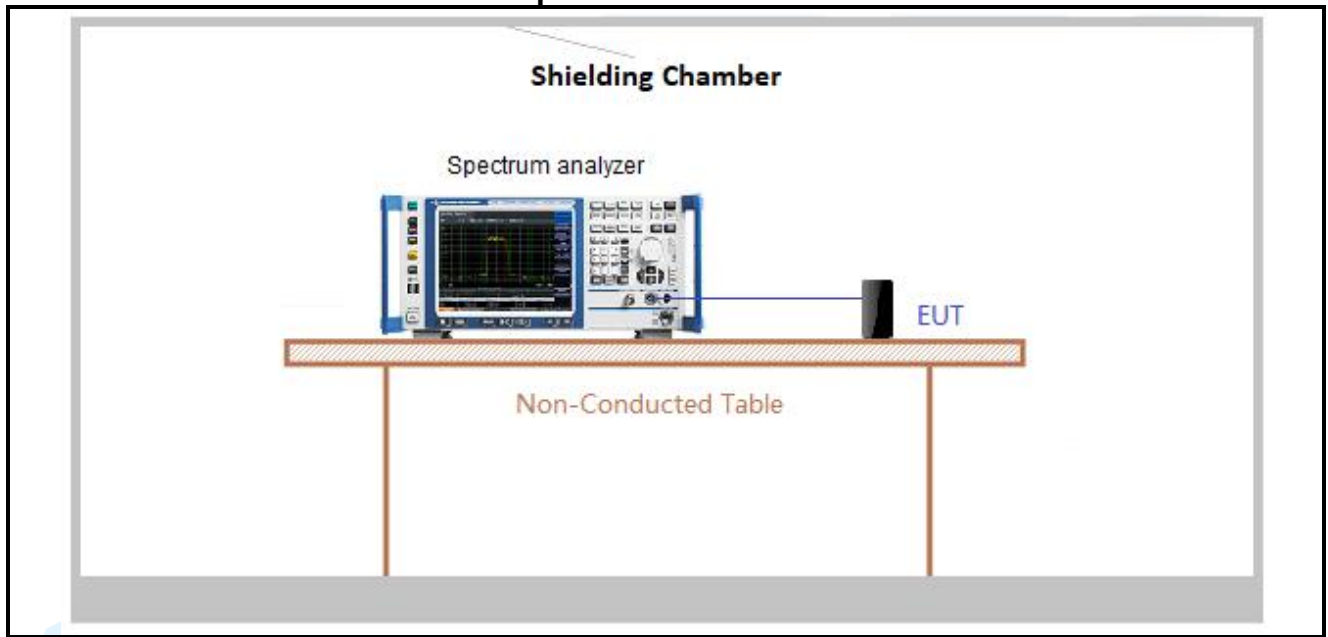 Shielding Chamber
Spectrum analyzer
EUT
Non-Conducted Table